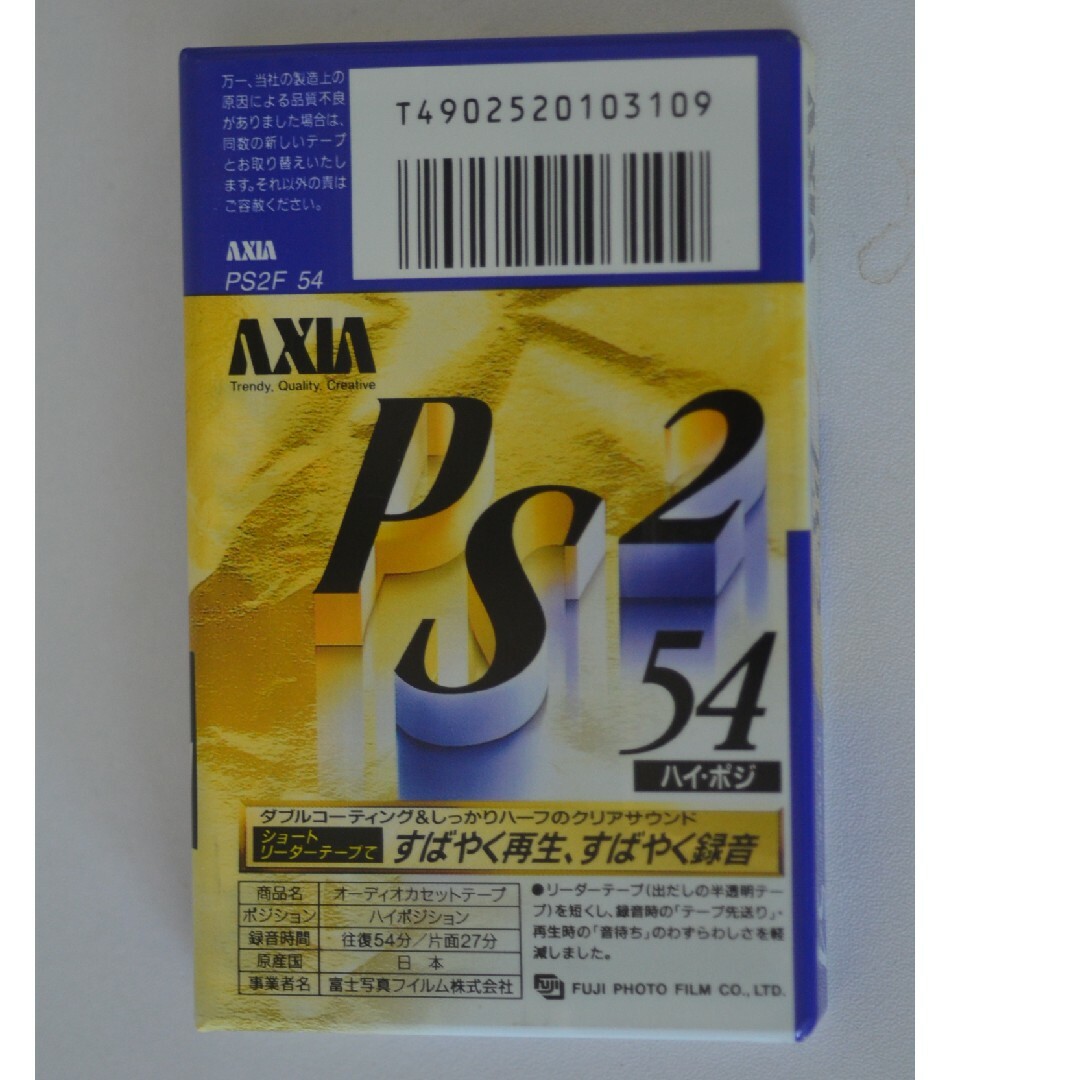 万一、当社の製造上の
原因による品質不良
がありました場合は、
同数の新しいテープ
とお取り替えいたし
ます。それ以外の責は
ご容赦ください。
T4902520103109
AXIA
PS2F 54
AXIA
Trendy, Quality, Creative
PS2
54
ハイ・ポジ
ダブルコーティング&しっかりハーフのクリアサウンド
ショート
リーダーテープで
すばやく再生、すばやく録音
商品名 オーディオカセットテープ
ポジション ハイポジション
録音時間 往復54分/片面27分
原産国 日本
事業者名 富士写真フイルム株式会社
●リーダーテープ(出だしの半透明テー
プ)を短くし、録音時の「テープ先送り」・
再生時の「音待ち」のわずらわしさを軽
減しました。
FUJI FUJI PHOTO FILM CO., LTD.